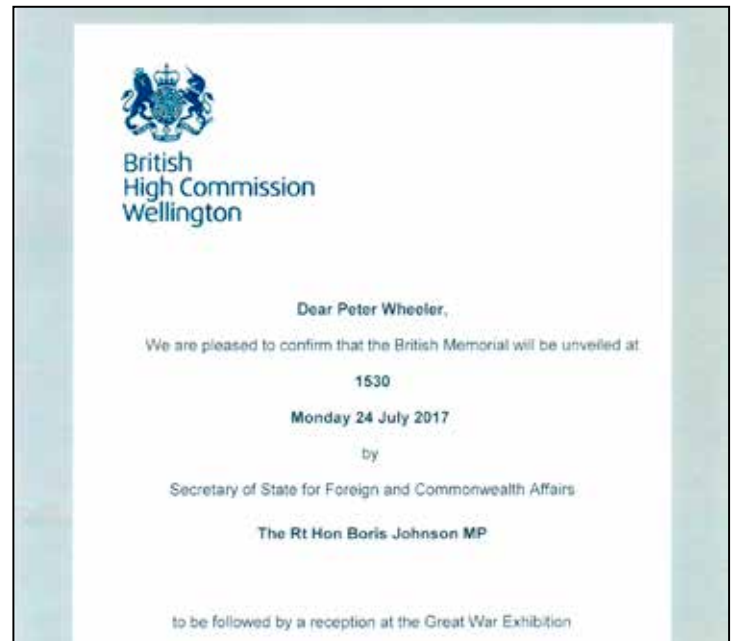 British
High Commission
Wellington
Dear Peter Wheeler,
We are pleased to confirm that the British Memorial will be unveiled at
1530
Monday 24 July 2017
by
Secretary of State for Foreign and Commonwealth Affairs
The Rt Hon Boris Johnson MP
to be followed by a reception at the Great War Exhibition